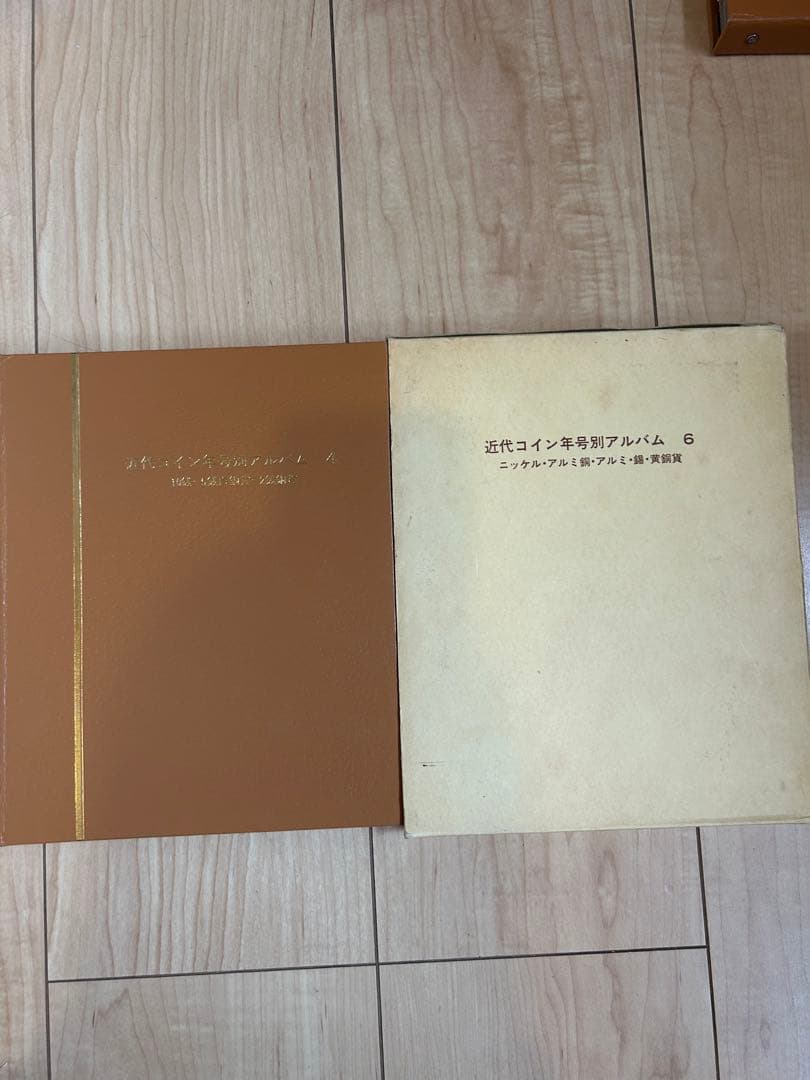 近代コイン年号別アルバム 4
近代コイン年号別アルバム 6
ニッケル・アルミ銅・アルミ・錫・黄銅貨